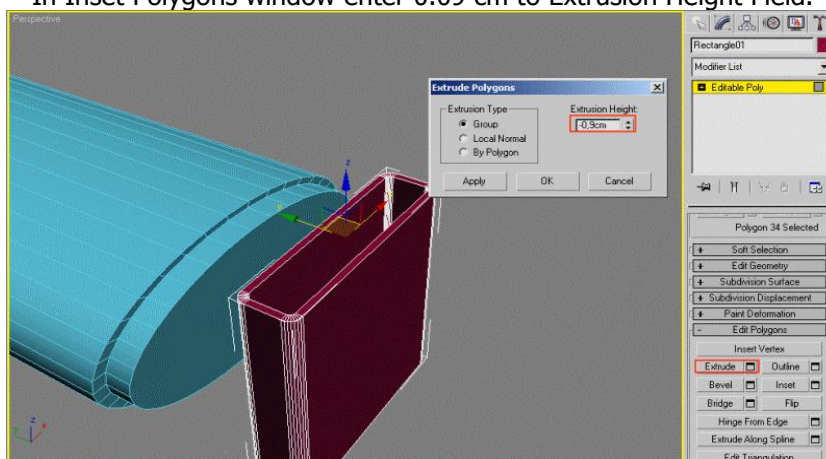 In Inset Polygons window enter 0.09 cm to Extrusion Height Field.
Perspective
Extrude Polygons
Extrusion Type
Group
Local Normal
By Polygon
Extrusion Height:
-0,9cm
Apply
OK
Cancel
z
y
z
x
Rectangle01
Modifier List
Editable Poly
Polygon 34 Selected
+ Soft Selection
+ Edit Geometry
+ Subdivision Surface
+ Subdivision Displacement
+ Paint Deformation
- Edit Polygons
Insert Vertex
Extrude
Outline
Bevel
Inset
Bridge
Flip
Hinge From Edge
Extrude Along Spline
Edit Triangulation